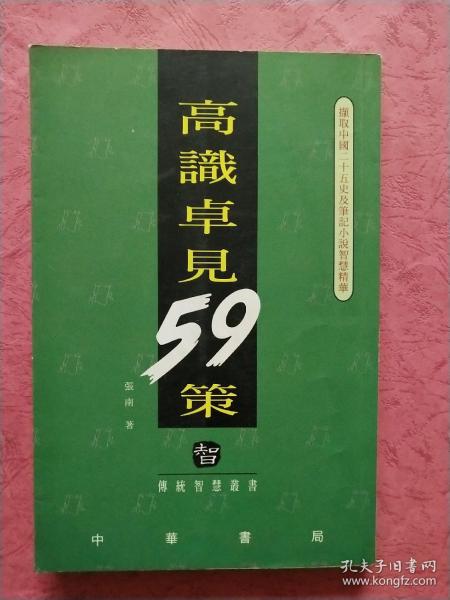 擷取中國二十五史及筆記小說智慧精華
高識卓見
59
策
張南著
智
傳統智慧叢書
中華書局
孔夫子旧书网
www.kongfz.com